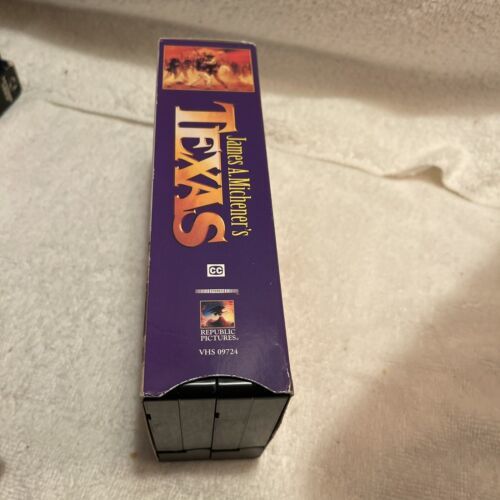 James A. Michener's
TEXAS
CC
REPUBLIC
PICTURES
VHS 09724